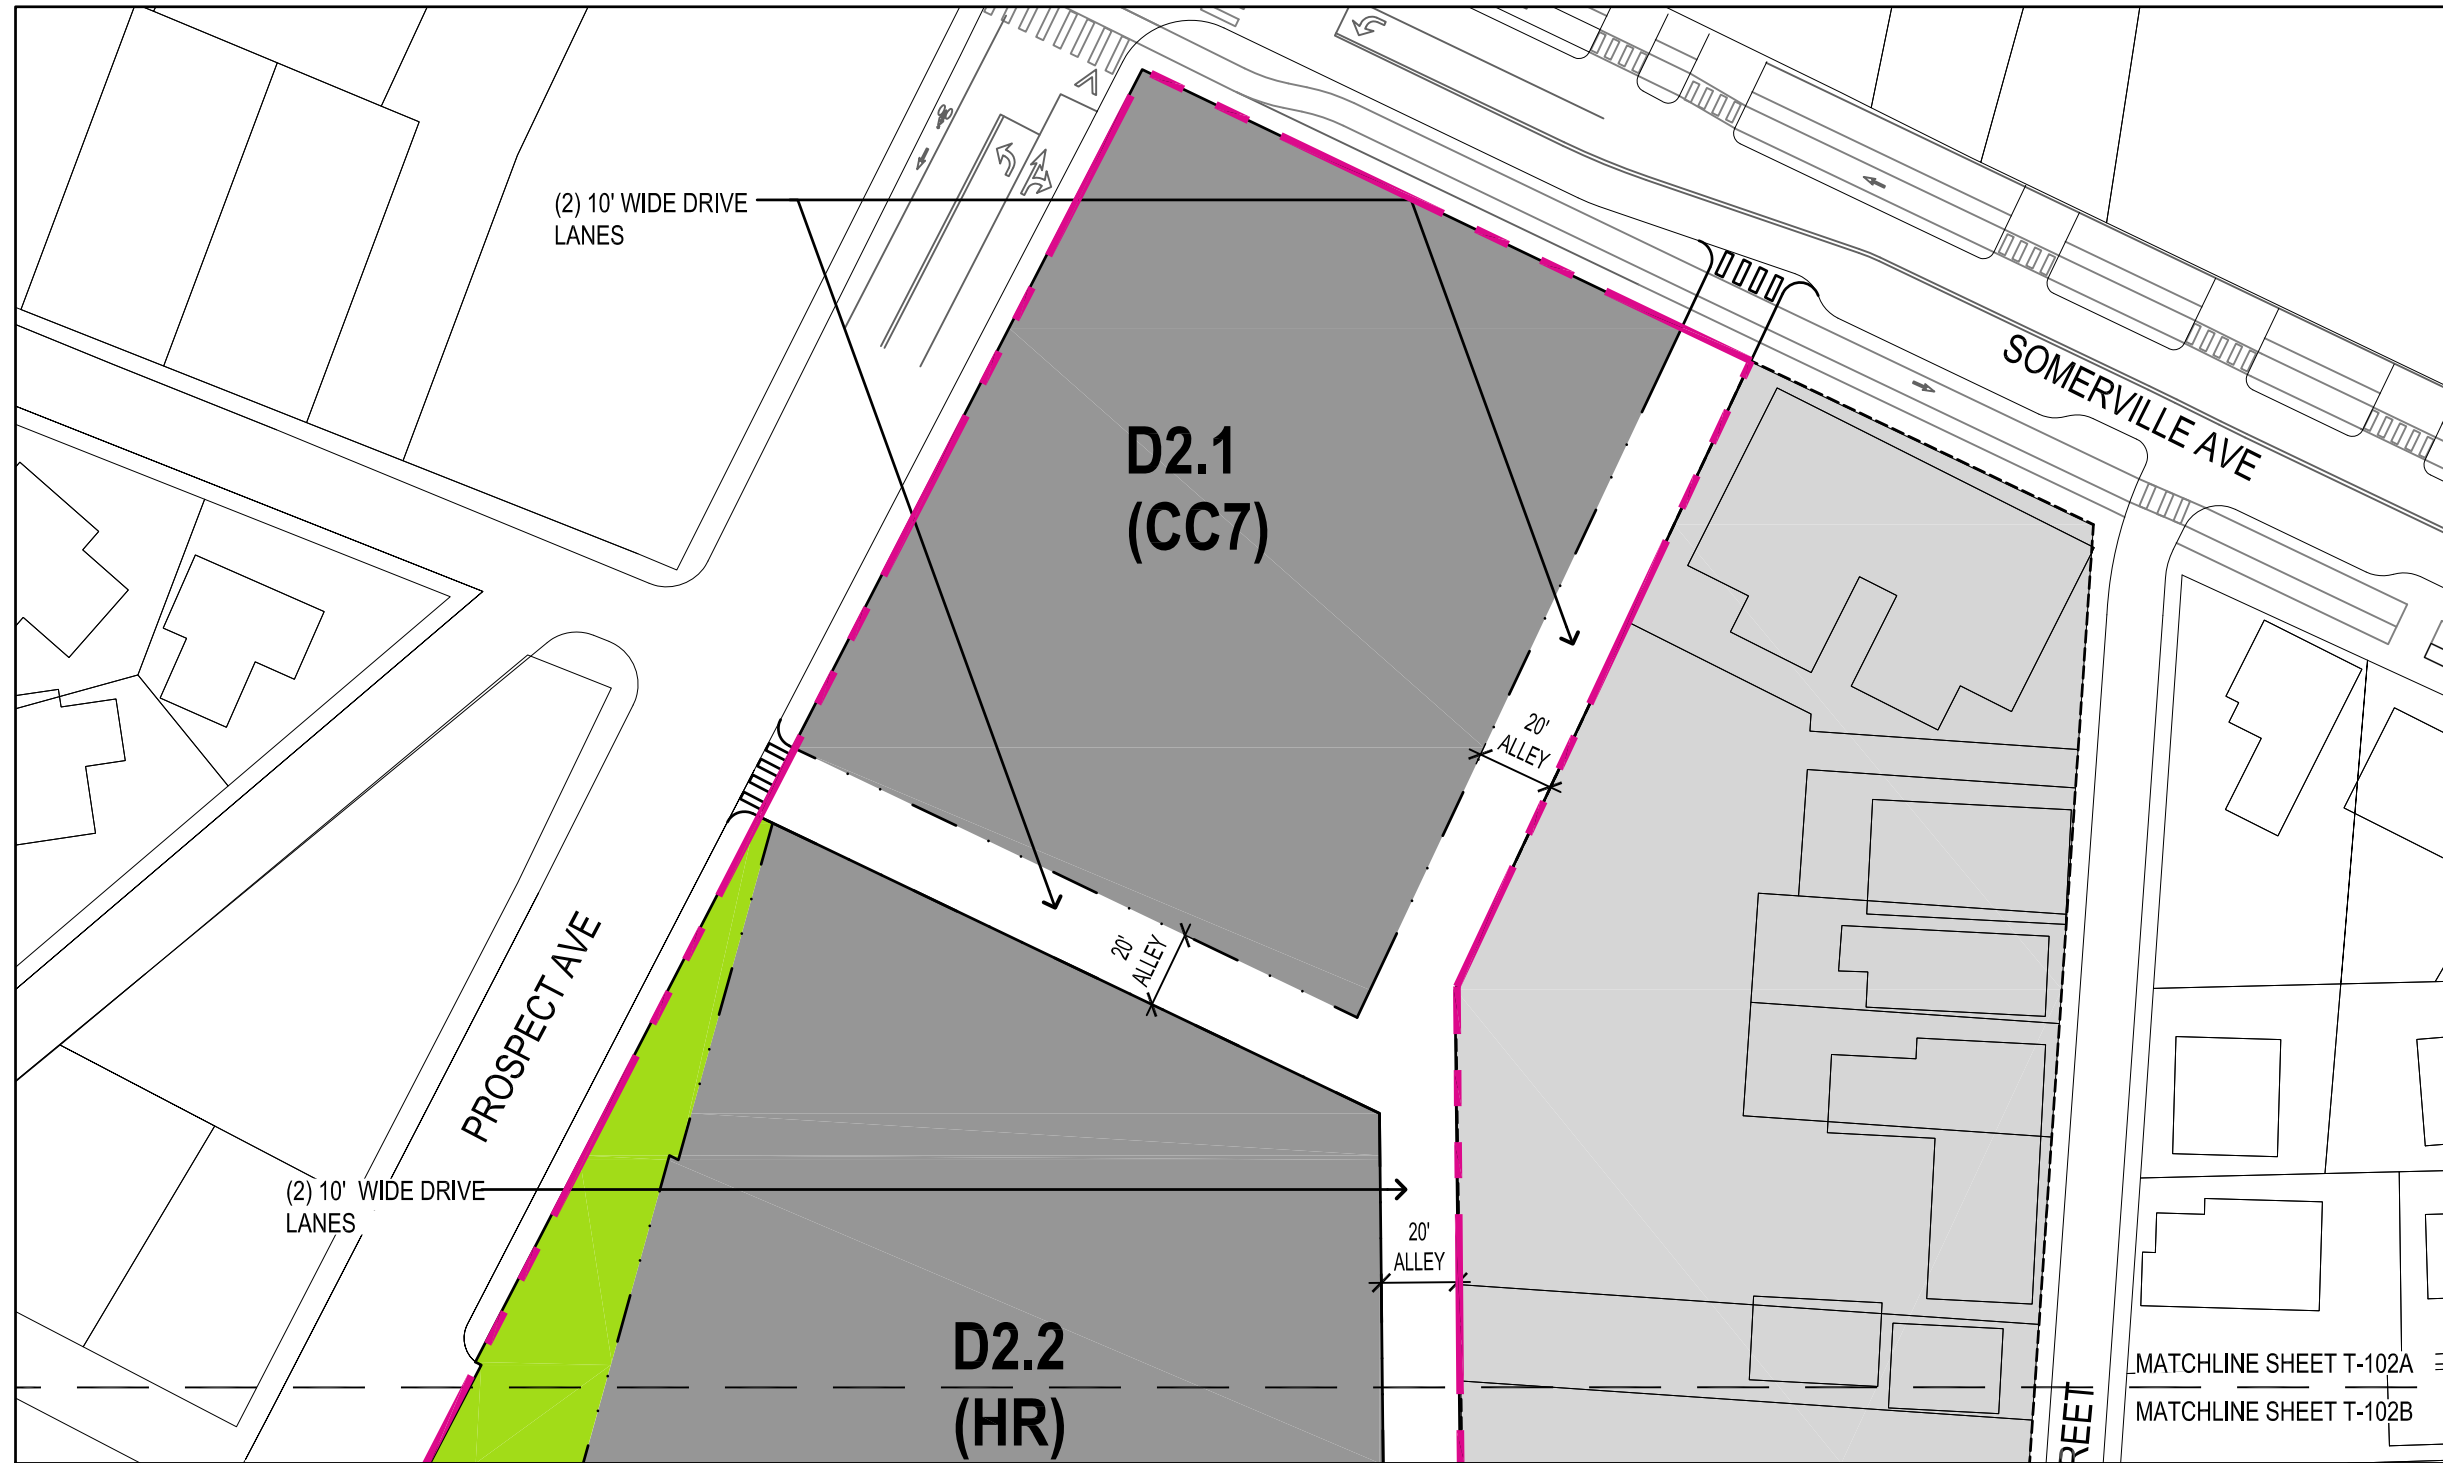 (2) 10' WIDE DRIVE
LANES
SOMERVILLE AVE
D2.1
(CC7)
20'
ALLEY
20'
ALLEY
PROSPECT AVE
(2) 10' WIDE DRIVE
LANES
20'
ALLEY
D2.2
(HR)
MATCHLINE SHEET T-102A
MATCHLINE SHEET T-102B
REET